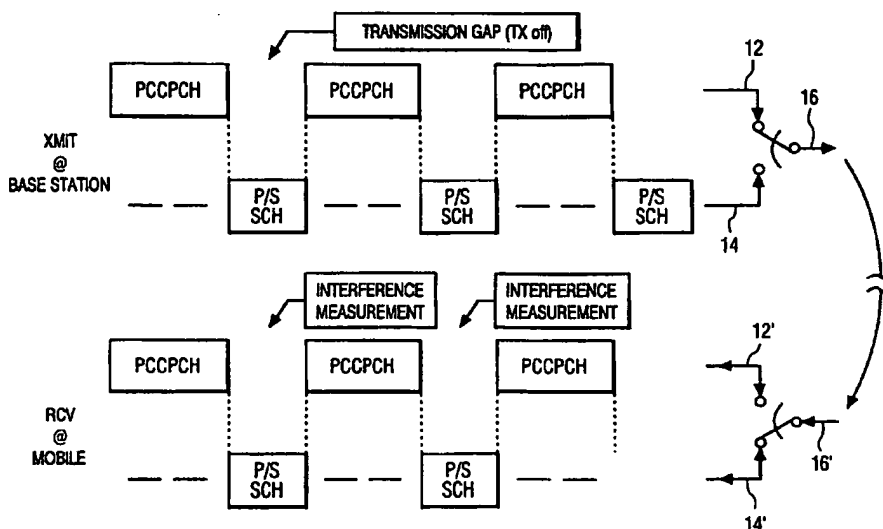 TRANSMISSION GAP (TX off)
PCCPCH
PCCPCH
PCCPCH
12
16
XMIT
@
BASE STATION
P/S
SCH
P/S
SCH
P/S
SCH
14
INTERFERENCE
MEASUREMENT
INTERFERENCE
MEASUREMENT
PCCPCH
PCCPCH
PCCPCH
12'
RCV
@
MOBILE
16'
P/S
SCH
P/S
SCH
14'